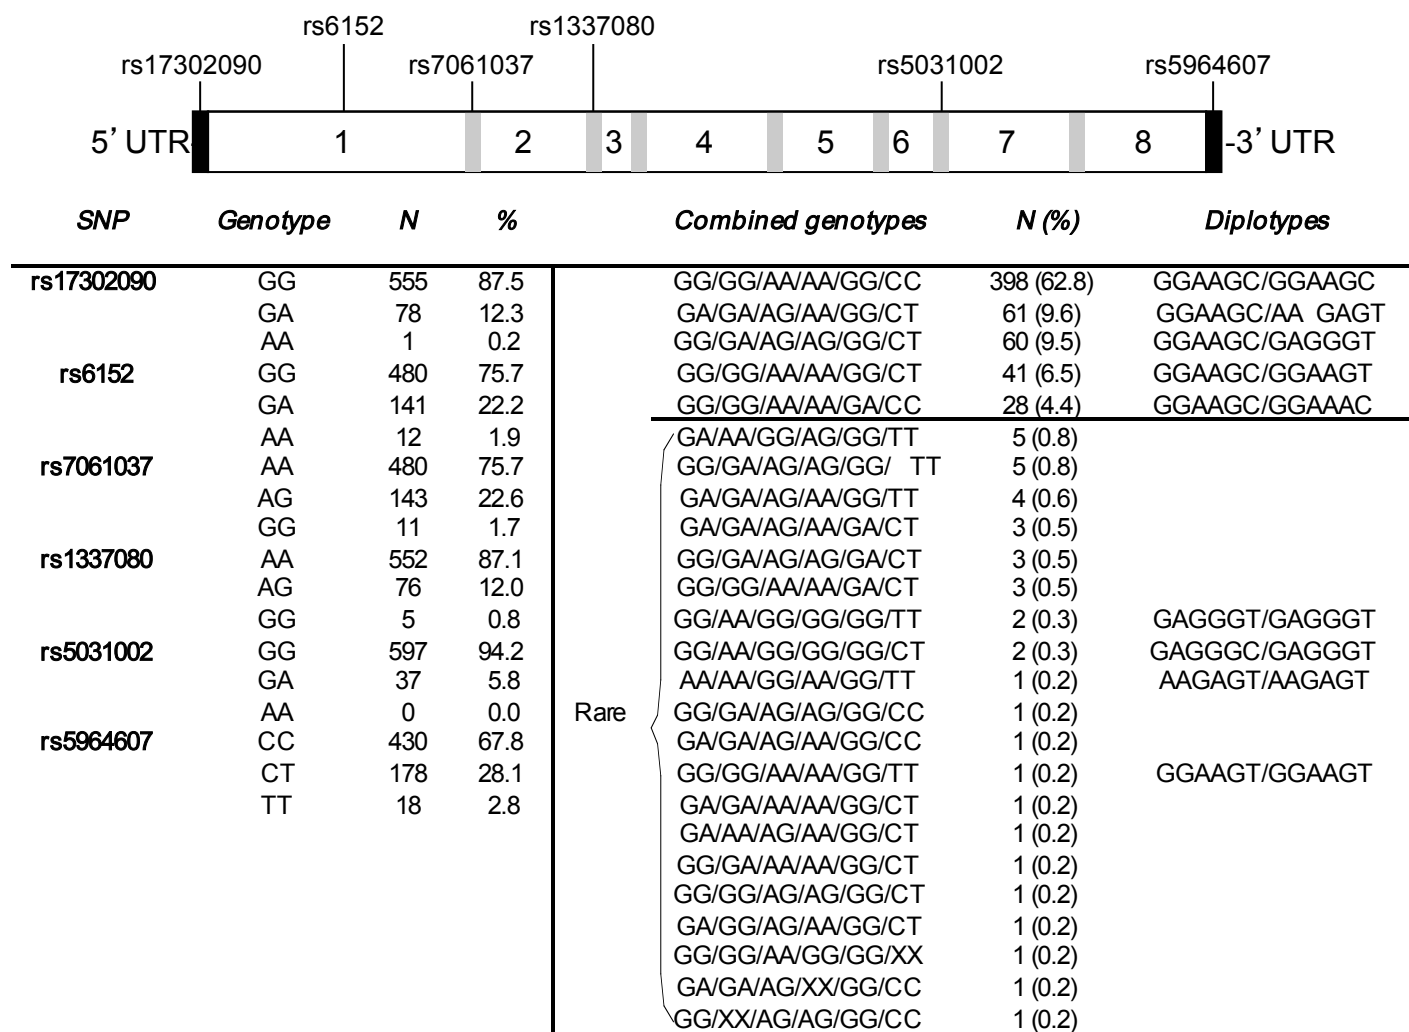 rs6152 rs1337080
rs17302090 rs7061037 rs5031002 rs5964607
5' UTR 1 2 3 4 5 6 7 8 -3' UTR
SNP Genotype N % Combined genotypes N (%) Diplotypes
rs17302090 GG 555 87.5 GG/GG/AA/AA/GG/CC 398 (62.8) GGAAGC/GGAAGC
GA 78 12.3 GA/GA/AG/AA/GG/CT 61 (9.6) GGAAGC/AA GAGT
AA 1 0.2 GG/GA/AG/AG/GG/CT 60 (9.5) GGAAGC/GAGGGT
rs6152 GG 480 75.7 GG/GG/AA/AA/GG/CT 41 (6.5) GGAAGC/GGAAGT
GA 141 22.2 GG/GG/AA/AA/GA/CC 28 (4.4) GGAAGC/GGAAAC
AA 12 1.9 GA/AA/GG/AG/GG/TT 5 (0.8)
rs7061037 AA 480 75.7 GG/GA/AG/AG/GG/ TT 5 (0.8)
AG 143 22.6 GA/GA/AG/AA/GG/TT 4 (0.6)
GG 11 1.7 GA/GA/AG/AA/GA/CT 3 (0.5)
rs1337080 AA 552 87.1 GG/GA/AG/AG/GA/CT 3 (0.5)
AG 76 12.0 GG/GG/AA/AA/GA/CT 3 (0.5)
GG 5 0.8 GG/AA/GG/GG/GG/TT 2 (0.3) GAGGGT/GAGGGT
rs5031002 GG 597 94.2 GG/AA/GG/GG/GG/CT 2 (0.3) GAGGGC/GAGGGT
GA 37 5.8 AA/AA/GG/AA/GG/TT 1 (0.2) AAGAGT/AAGAGT
AA 0 0.0 Rare GG/GA/AG/AG/GG/CC 1 (0.2)
rs5964607 CC 430 67.8 GA/GA/AG/AA/GG/CC 1 (0.2)
CT 178 28.1 GG/GG/AA/AA/GG/TT 1 (0.2) GGAAGT/GGAAGT
TT 18 2.8 GA/GA/AA/AA/GG/CT 1 (0.2)
GA/AA/AG/AA/GG/CT 1 (0.2)
GG/GA/AA/AA/GG/CT 1 (0.2)
GG/GG/AG/AG/GG/CT 1 (0.2)
GA/GG/AG/AA/GG/CT 1 (0.2)
GG/GG/AA/GG/GG/XX 1 (0.2)
GA/GA/AG/XX/GG/CC 1 (0.2)
GG/XX/AG/AG/GG/CC 1 (0.2)